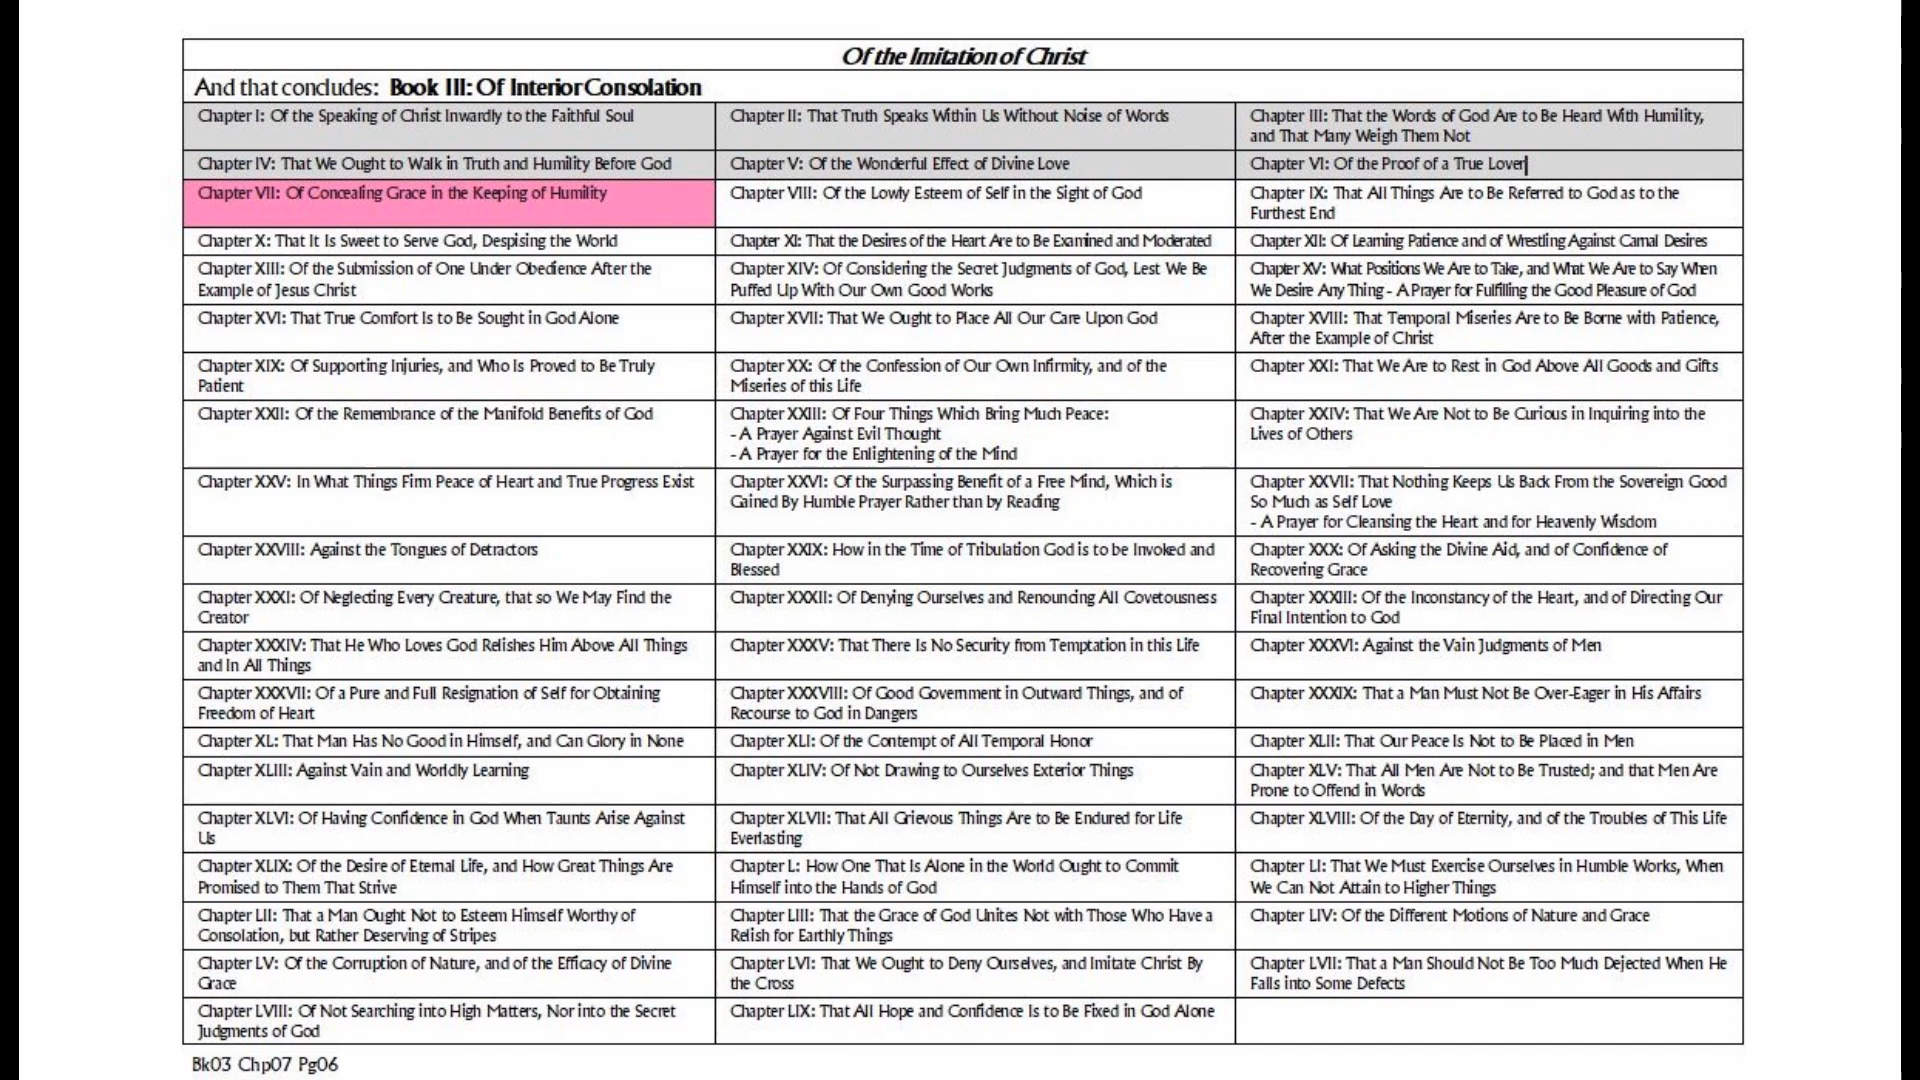 Of the Imitation of Christ
And that concludes: Book III: Of Interior Consolation
Chapter I: Of the Speaking of Christ Inwardly to the Faithful Soul
Chapter II: That Truth Speaks Within Us Without Noise of Words
Chapter III: That the Words of God Are to Be Heard With Humility,
and That Many Weigh Them Not
Chapter IV: That We Ought to Walk in Truth and Humility Before God
Chapter V: Of the Wonderful Effect of Divine Love
Chapter VI: Of the Proof of a True Lover
Chapter VII: Of Concealing Grace in the Keeping of Humility
Chapter VIII: Of the Lowly Esteem of Self in the Sight of God
Chapter IX: That All Things Are to Be Referred to God as to the
Furthest End
Chapter X: That It Is Sweet to Serve God, Despising the World
Chapter XI: That the Desires of the Heart Are to Be Examined and Moderated
Chapter XII: Of Learning Patience and of Wrestling Against Carnal Desires
Chapter XIII: Of the Submission of One Under Obedience After the
Example of Jesus Christ
Chapter XIV: Of Considering the Secret Judgments of God, Lest We Be
Puffed Up With Our Own Good Works
Chapter XV: What Positions We Are to Take, and What We Are to Say When
We Desire Any Thing - A Prayer for Fulfilling the Good Pleasure of God
Chapter XVI: That True Comfort Is to Be Sought in God Alone
Chapter XVII: That We Ought to Place All Our Care Upon God
Chapter XVIII: That Temporal Miseries Are to Be Borne with Patience,
After the Example of Christ
Chapter XIX: Of Supporting Injuries, and Who Is Proved to Be Truly
Patient
Chapter XX: Of the Confession of Our Own Infirmity, and of the
Miseries of this Life
Chapter XXI: That We Are to Rest in God Above All Goods and Gifts
Chapter XXII: Of the Remembrance of the Manifold Benefits of God
Chapter XXIII: Of Four Things Which Bring Much Peace:
- A Prayer Against Evil Thought
- A Prayer for the Enlightening of the Mind
Chapter XXIV: That We Are Not to Be Curious in Inquiring into the
Lives of Others
Chapter XXV: In What Things Firm Peace of Heart and True Progress Exist
Chapter XXVI: Of the Surpassing Benefit of a Free Mind, Which is
Gained By Humble Prayer Rather than by Reading
Chapter XXVII: That Nothing Keeps Us Back From the Sovereign Good
So Much as Self Love
- A Prayer for Cleansing the Heart and for Heavenly Wisdom
Chapter XXVIII: Against the Tongues of Detractors
Chapter XXIX: How in the Time of Tribulation God is to be Invoked and
Blessed
Chapter XXX: Of Asking the Divine Aid, and of Confidence of
Recovering Grace
Chapter XXXI: Of Neglecting Every Creature, that so We May Find the
Creator
Chapter XXXII: Of Denying Ourselves and Renouncing All Covetousness
Chapter XXXIII: Of the Inconstancy of the Heart, and of Directing Our
Final Intention to God
Chapter XXXIV: That He Who Loves God Relishes Him Above All Things
and In All Things
Chapter XXXV: That There Is No Security from Temptation in this Life
Chapter XXXVI: Against the Vain Judgments of Men
Chapter XXXVII: Of a Pure and Full Resignation of Self for Obtaining
Freedom of Heart
Chapter XXXVIII: Of Good Government in Outward Things, and of
Recourse to God in Dangers
Chapter XXXIX: That a Man Must Not Be Over-Eager in His Affairs
Chapter XL: That Man Has No Good in Himself, and Can Glory in None
Chapter XLI: Of the Contempt of All Temporal Honor
Chapter XLII: That Our Peace Is Not to Be Placed in Men
Chapter XLIII: Against Vain and Worldly Learning
Chapter XLIV: Of Not Drawing to Ourselves Exterior Things
Chapter XLV: That All Men Are Not to Be Trusted; and that Men Are
Prone to Offend in Words
Chapter XLVI: Of Having Confidence in God When Taunts Arise Against
Us
Chapter XLVII: That All Grievous Things Are to Be Endured for Life
Everlasting
Chapter XLVIII: Of the Day of Eternity, and of the Troubles of This Life
Chapter XLIX: Of the Desire of Eternal Life, and How Great Things Are
Promised to Them That Strive
Chapter L: How One That Is Alone in the World Ought to Commit
Himself into the Hands of God
Chapter LI: That We Must Exercise Ourselves in Humble Works, When
We Can Not Attain to Higher Things
Chapter LII: That a Man Ought Not to Esteem Himself Worthy of
Consolation, but Rather Deserving of Stripes
Chapter LIII: That the Grace of God Unites Not with Those Who Have a
Relish for Earthly Things
Chapter LIV: Of the Different Motions of Nature and Grace
Chapter LV: Of the Corruption of Nature, and of the Efficacy of Divine
Grace
Chapter LVI: That We Ought to Deny Ourselves, and Imitate Christ By
the Cross
Chapter LVII: That a Man Should Not Be Too Much Dejected When He
Falls into Some Defects
Chapter LVIII: Of Not Searching into High Matters, Nor into the Secret
Judgments of God
Chapter LIX: That All Hope and Confidence Is to Be Fixed in God Alone
Bk03 Chp07 Pg06